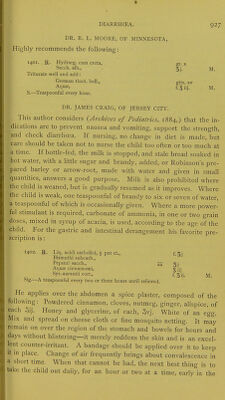 DIARRHŒA. 927
DR. E. L. MOORE, OF MINNESOTA,
Highly recommends the following:
1401. ℞. Hydrarg. cum creta, gr. x
Sacch. alb., ʒj. M.
Triturate well and add:
German tinct. bell., gtts. iv
Aquæ,
S.—Teaspoonful every hour.
DR. JAMES CRAIG, OF JERSEY CITY.
This author considers (Archives of Pediatrics, 1884,) that the in-
dications are to prevent nausea and vomiting, support the strength,
and check diarrhœa. If nursing, no change in diet is made, but
care should be taken not to nurse the child too often or too much at
a time. If bottle-fed, the milk is stopped, and stale bread soaked in
hot water, with a little sugar and brandy, added, or Robinson's pre-
pared barley or arrow-root, made with water and given in small
quantities, answers a good purpose. Milk is also prohibited where
the child is weaned, but is gradually resumed as it improves. Where
the child is weak, one teaspoonful of brandy to six or seven of water,
a teaspoonful of which is occasionally given. Where a more power-
ful stimulant is required, carbonate of ammonia, in one or two grain
doses, mixed in syrup of acacia, is used, according to the age of the
child. For the gastric and intestinal derangement his favorite pre-
scription is:
1402. ℞. Liq. acidi carbolici, 5 per ct.,
Bismuthi subcarb.,
Pepsin. sacch., āā ʒj
Aquæ cinnamomi,
Syr. aurantii cort., M.
Sig.—A teaspoonful every two or three hours until relieved.
He applies over the abdomen a spice plaster, composed of the
following: Powdered cinnamon, cloves, nutmeg, ginger, allspice, of
each ʒij. Honey and glycerine, of each, ʒvj. White of an egg.
Mix and spread on cheese cloth or fine mosquito netting. It may
remain on over the region of the stomach and bowels for hours and
days without blistering—it merely reddens the skin and is an excel-
lent counter-irritant. A bandage should be applied over it to keep
it in place. Change of air frequently brings about convalescence in
a short time. When that cannot be had, the next best thing is to
take the child out daily, for an hour or two at a time, early in the